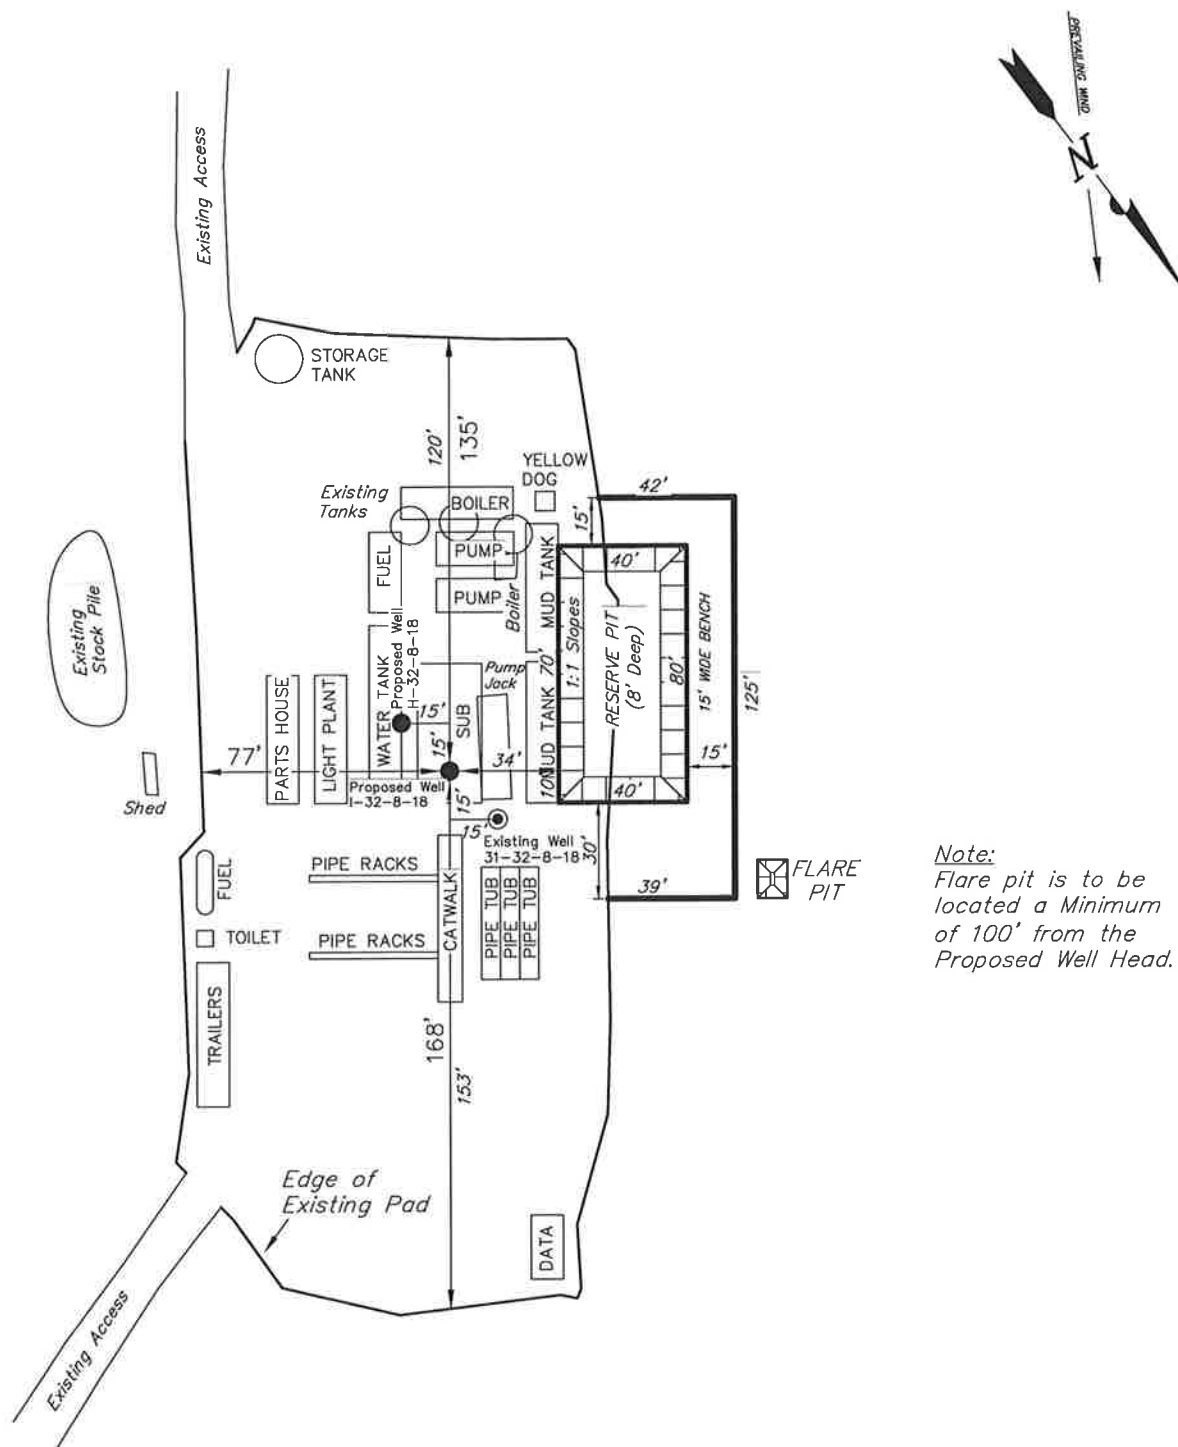 PREVAILING WIND
N
Existing Access
STORAGE
TANK
120'
135'
YELLOW
DOG
42'
Existing
Tanks
BOILER
15'
FUEL
PUMP
MUD TANK
40'
PUMP
Boiler
1:1 Slopes
RESERVE PIT
(8' Deep)
80'
15' WIDE BENCH
125'
Existing
Stock Pile
WATER TANK
Proposed Well
H-32-8-18
Pump
Jack
70'
MUD TANK
SUB
15'
15'
PARTS HOUSE
LIGHT PLANT
77'
34'
15'
Shed
Proposed Well
I-32-8-18
15'
10'
40'
15'
Existing Well
31-32-8-18
30'
PIPE RACKS
FUEL
CATWALK
PIPE TUB
PIPE TUB
PIPE TUB
39'
FLARE
PIT
Note:
Flare pit is to be
located a Minimum
of 100' from the
Proposed Well Head.
TOILET
PIPE RACKS
TRAILERS
168'
153'
Edge of
Existing Pad
DATA
Existing Access